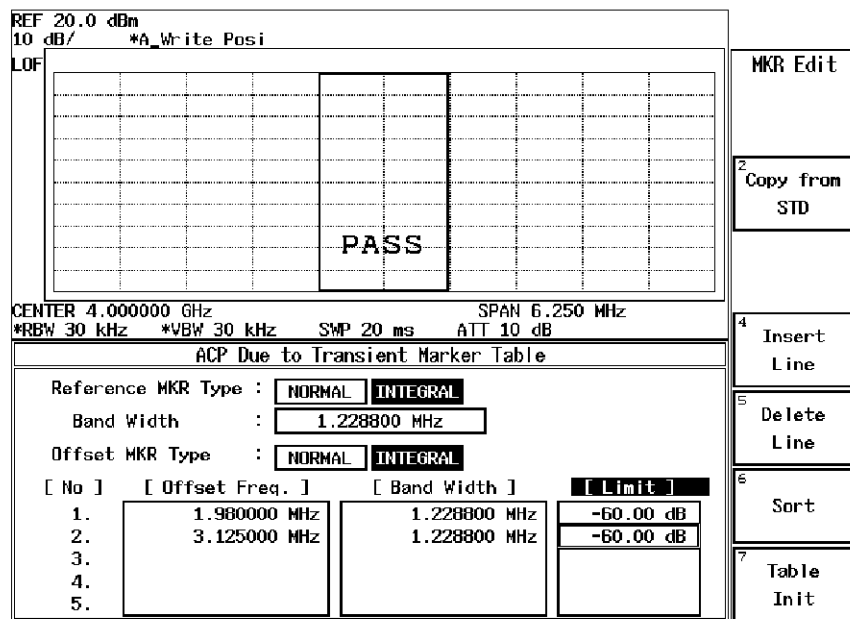 REF 20.0 dBm
10 dB/ *A_Write Posi
LOF
PASS
CENTER 4.000000 GHz SPAN 6.250 MHz
*RBW 30 kHz *VBW 30 kHz SWP 20 ms ATT 10 dB
ACP Due to Transient Marker Table
Reference MKR Type : NORMAL INTEGRAL
Band Width : 1.228800 MHz
Offset MKR Type : NORMAL INTEGRAL
[ No ] [ Offset Freq. ] [ Band Width ] [ Limit ]
1. 1.980000 MHz 1.228800 MHz -60.00 dB
2. 3.125000 MHz 1.228800 MHz -60.00 dB
3.
4.
5.
MKR Edit
2
Copy from
STD
4
Insert
Line
5
Delete
Line
6
Sort
7
Table
Init